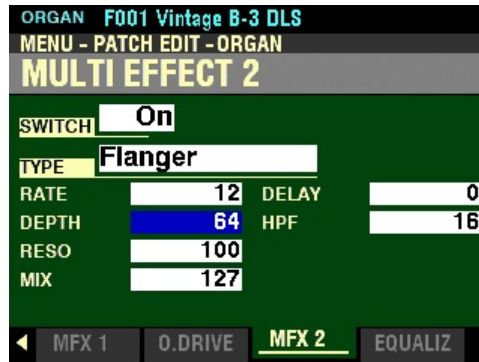 ORGAN F001 Vintage B-3 DLS
MENU - PATCH EDIT - ORGAN
MULTI EFFECT 2
SWITCH On
TYPE Flanger
RATE 12 DELAY 0
DEPTH 64 HPF 16
RESO 100
MIX 127
MFX 1 O.DRIVE MFX 2 EQUALIZ